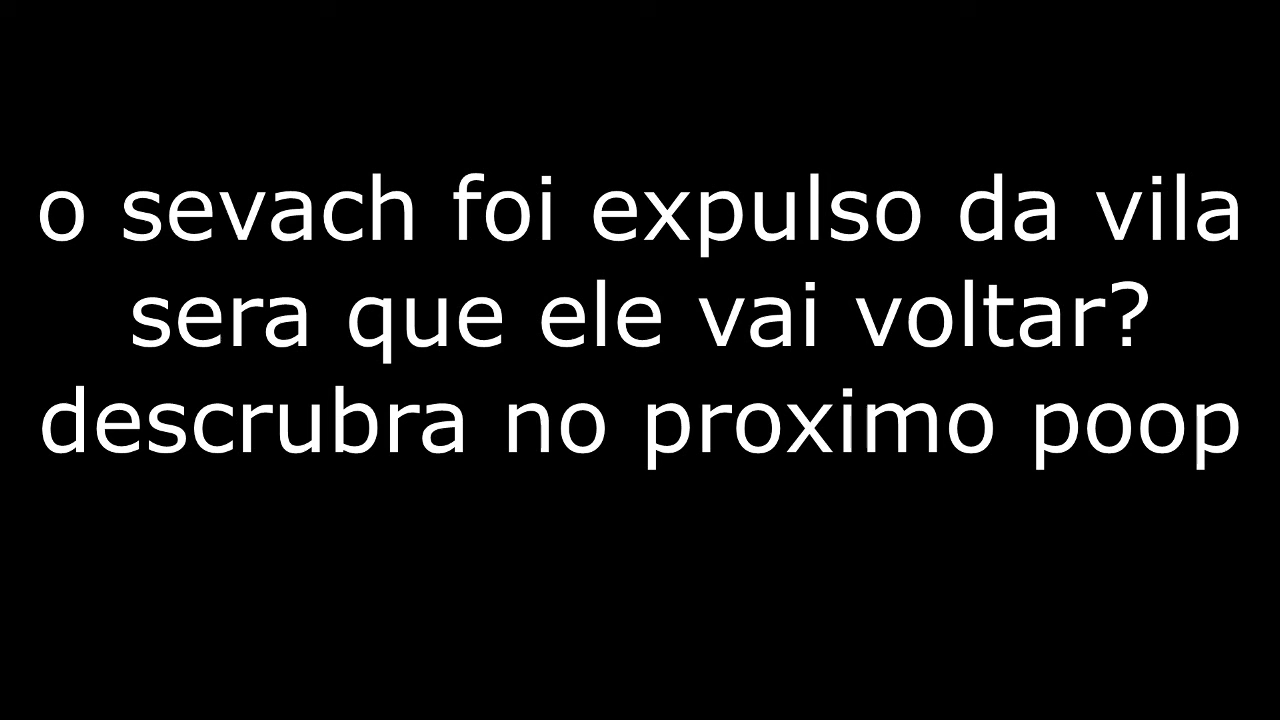 o sevach foi expulso da vila
sera que ele vai voltar?
descrubra no proximo poop